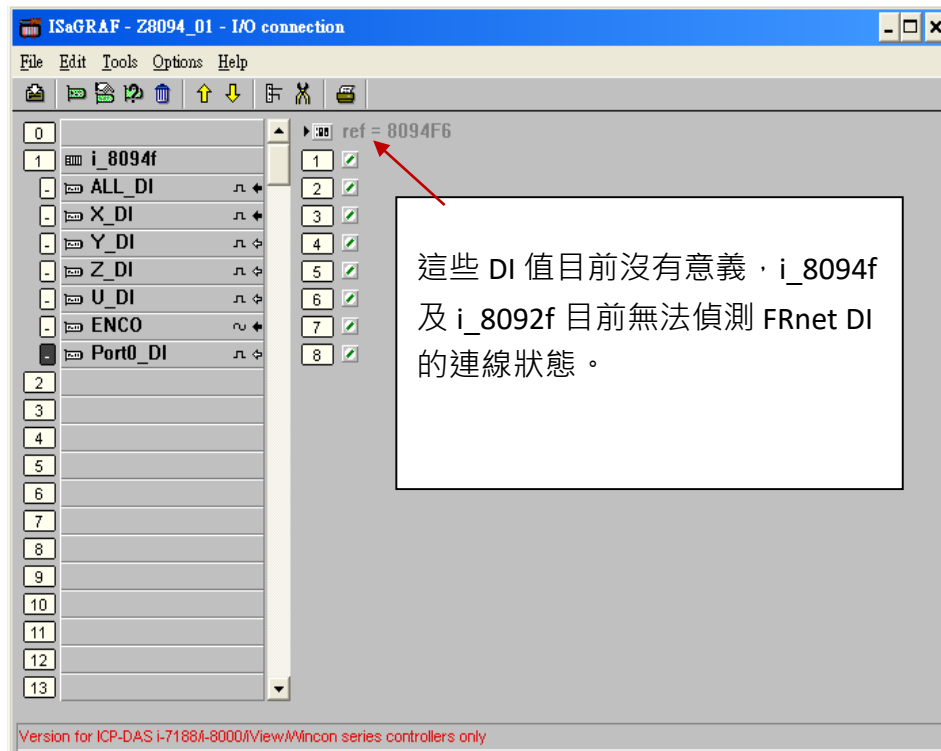 ISaGRAF - Z8094_01 - I/O connection
File Edit Tools Options Help
0
1 i_8094f
- ALL_DI
- X_DI
- Y_DI
- Z_DI
- U_DI
- ENCO
- Port0_DI
2
3
4
5
6
7
8
9
10
11
12
13
ref = 8094F6
1
2
3
4
5
6
7
8
這些 DI 值目前沒有意義，i_8094f
及 i_8092f 目前無法偵測 FRnet DI
的連線狀態。
Version for ICP-DAS i-7188/i-8000/iView/Wincon series controllers only